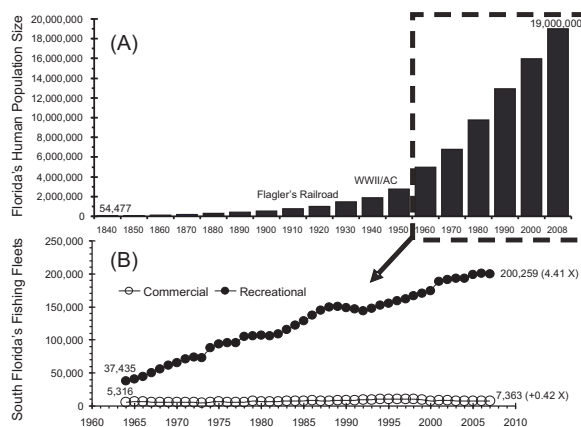 Florida's Human Population Size
20,000,000
18,000,000
16,000,000
14,000,000
12,000,000
10,000,000
8,000,000
6,000,000
4,000,000
2,000,000
0
(A)
19,000,000
WWII/AC
Flagler's Railroad
54,477
1840 1850 1860 1870 1880 1890 1900 1910 1920 1930 1940 1950 1960 1970 1980 1990 2000 2008
South Florida's Fishing Fleets
250,000
200,000
150,000
100,000
50,000
0
(B)
Commercial Recreational
200,259 (4.41 X)
37,435
5,316
7,363 (+0.42 X)
1960 1965 1970 1975 1980 1985 1990 1995 2000 2005 2010